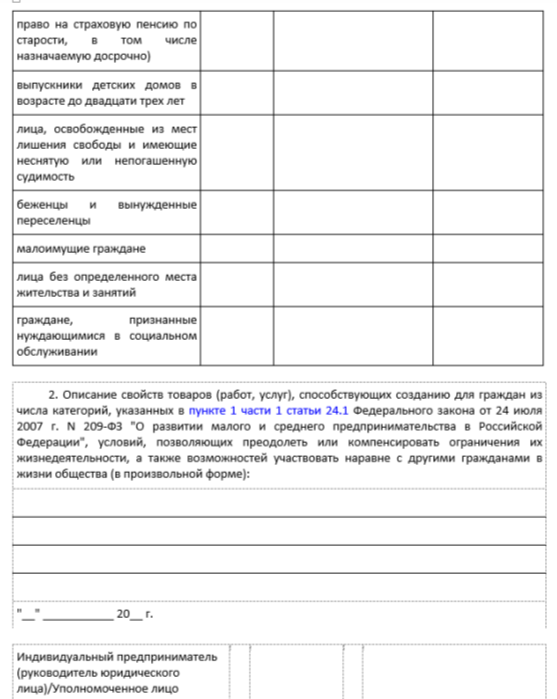 право на страховую пенсию по
старости, в том числе
назначаемую досрочно)
выпускники детских домов в
возрасте до двадцати трех лет
лица, освобожденные из мест
лишения свободы и имеющие
неснятую или непогашенную
судимость
беженцы и вынужденные
переселенцы
малоимущие граждане
лица без определенного места
жительства и занятий
граждане, признанные
нуждающимися в социальном
обслуживании
2. Описание свойств товаров (работ, услуг), способствующих созданию для граждан из
числа категорий, указанных в пункте 1 части 1 статьи 24.1 Федерального закона от 24 июля
2007 г. N 209-ФЗ "О развитии малого и среднего предпринимательства в Российской
Федерации", условий, позволяющих преодолеть или компенсировать ограничения их
жизнедеятельности, а также возможностей участвовать наравне с другими гражданами в
жизни общества (в произвольной форме):
"__" ___________ 20__ г.
Индивидуальный предприниматель
(руководитель юридического
лица)/Уполномоченное лицо